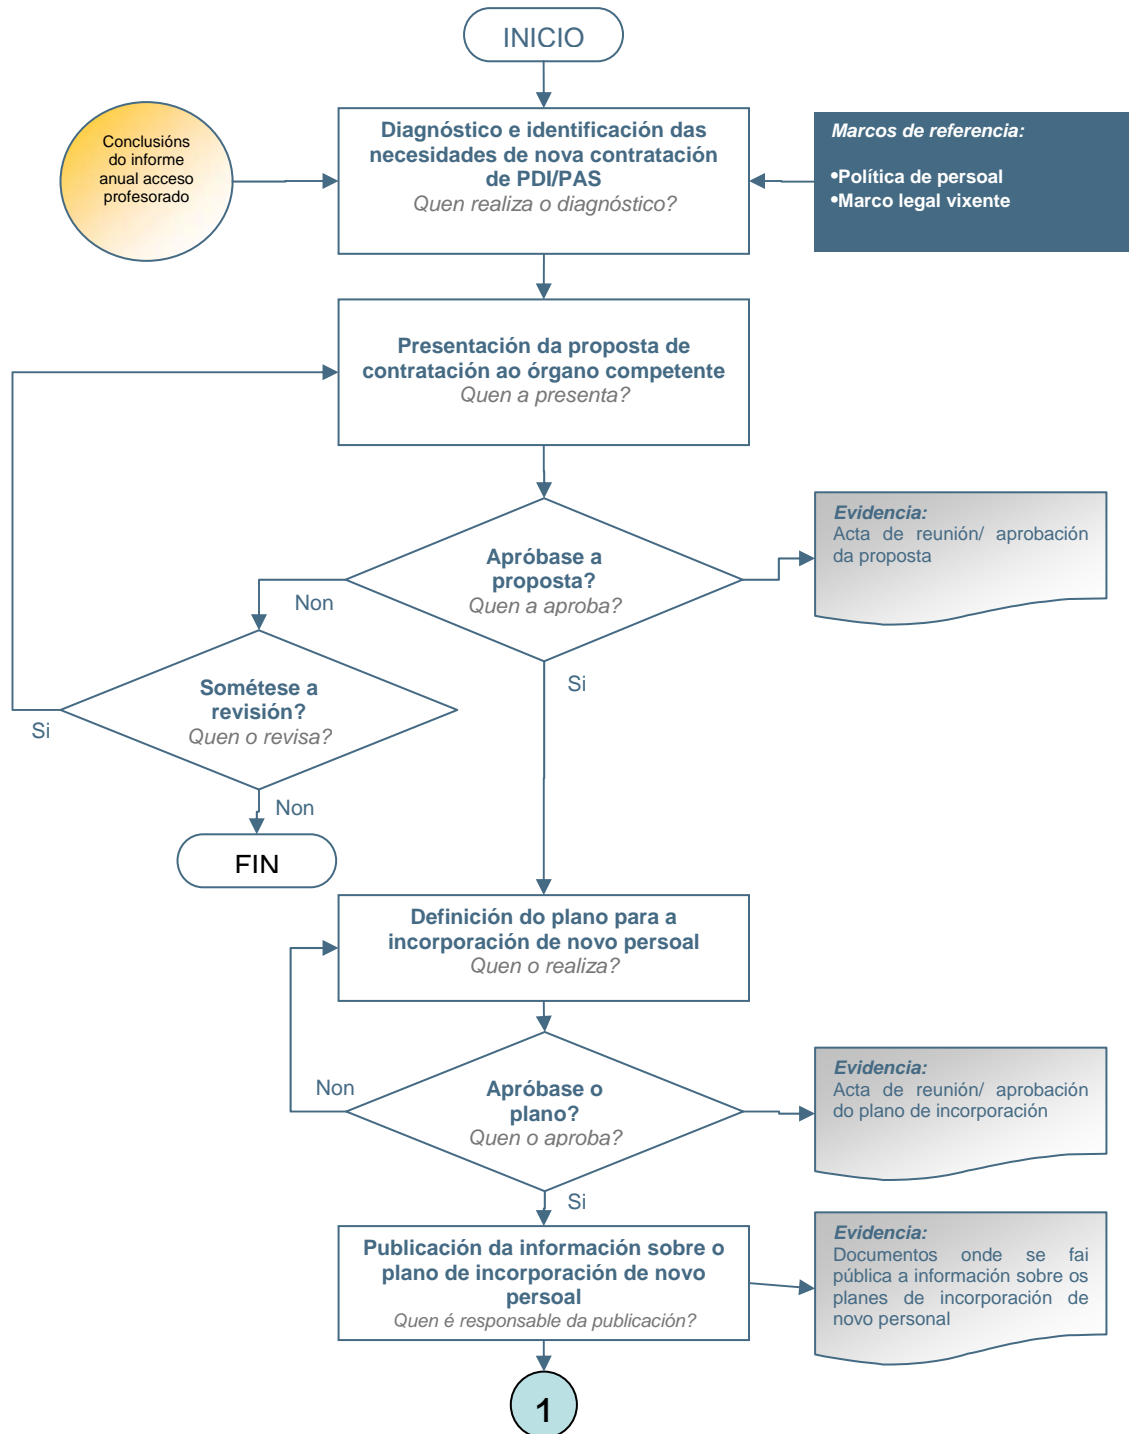 INICIO
Conclusións
do informe
anual acceso
profesorado
Diagnóstico e identificación das
necesidades de nova contratación
de PDI/PAS
Quen realiza o diagnóstico?
Marcos de referencia:
•Política de persoal
•Marco legal vixente
Presentación da proposta de
contratación ao órgano competente
Quen a presenta?
Apróbase a
proposta?
Quen a aproba?
Evidencia:
Acta de reunión/ aprobación
da proposta
Non
Si
Sométese a
revisión?
Quen o revisa?
Si
Non
FIN
Definición do plano para a
incorporación de novo persoal
Quen o realiza?
Non
Apróbase o
plano?
Quen o aproba?
Evidencia:
Acta de reunión/ aprobación
do plano de incorporación
Si
Publicación da información sobre o
plano de incorporación de novo
persoal
Quen é responsable da publicación?
Evidencia:
Documentos onde se fai
pública a información sobre os
planes de incorporación de
novo personal
1